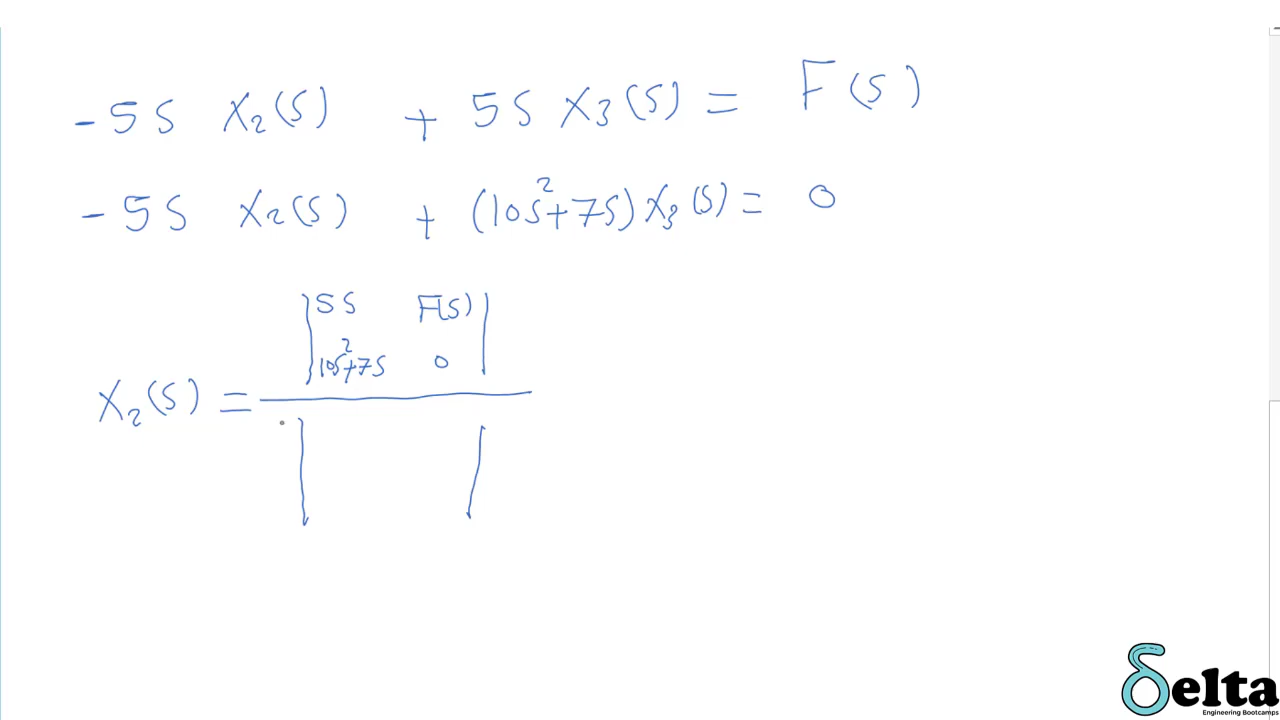 -5S X₂(S) + 5S X₃(S) = F(S)
-5S X₂(S) + (10S²+7S)X₃(S) = 0
|5S F(S)|
|10S²+7S 0|
X₂(S) =
δelta
Engineering Bootcamps